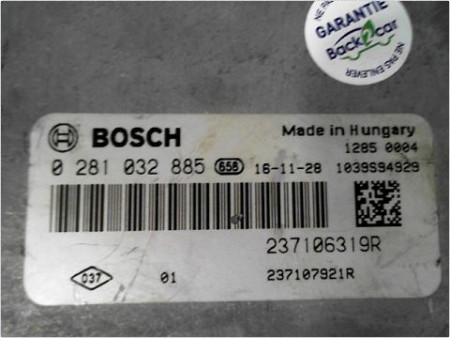 NE PAS ENLEVER
GARANTIE
Back2car
NE PAS ENLEVER
BOSCH
Made in Hungary
1285 0004
0 281 032 885 656 16-11-28 1039S94929
237106319R
037 01 237107921R